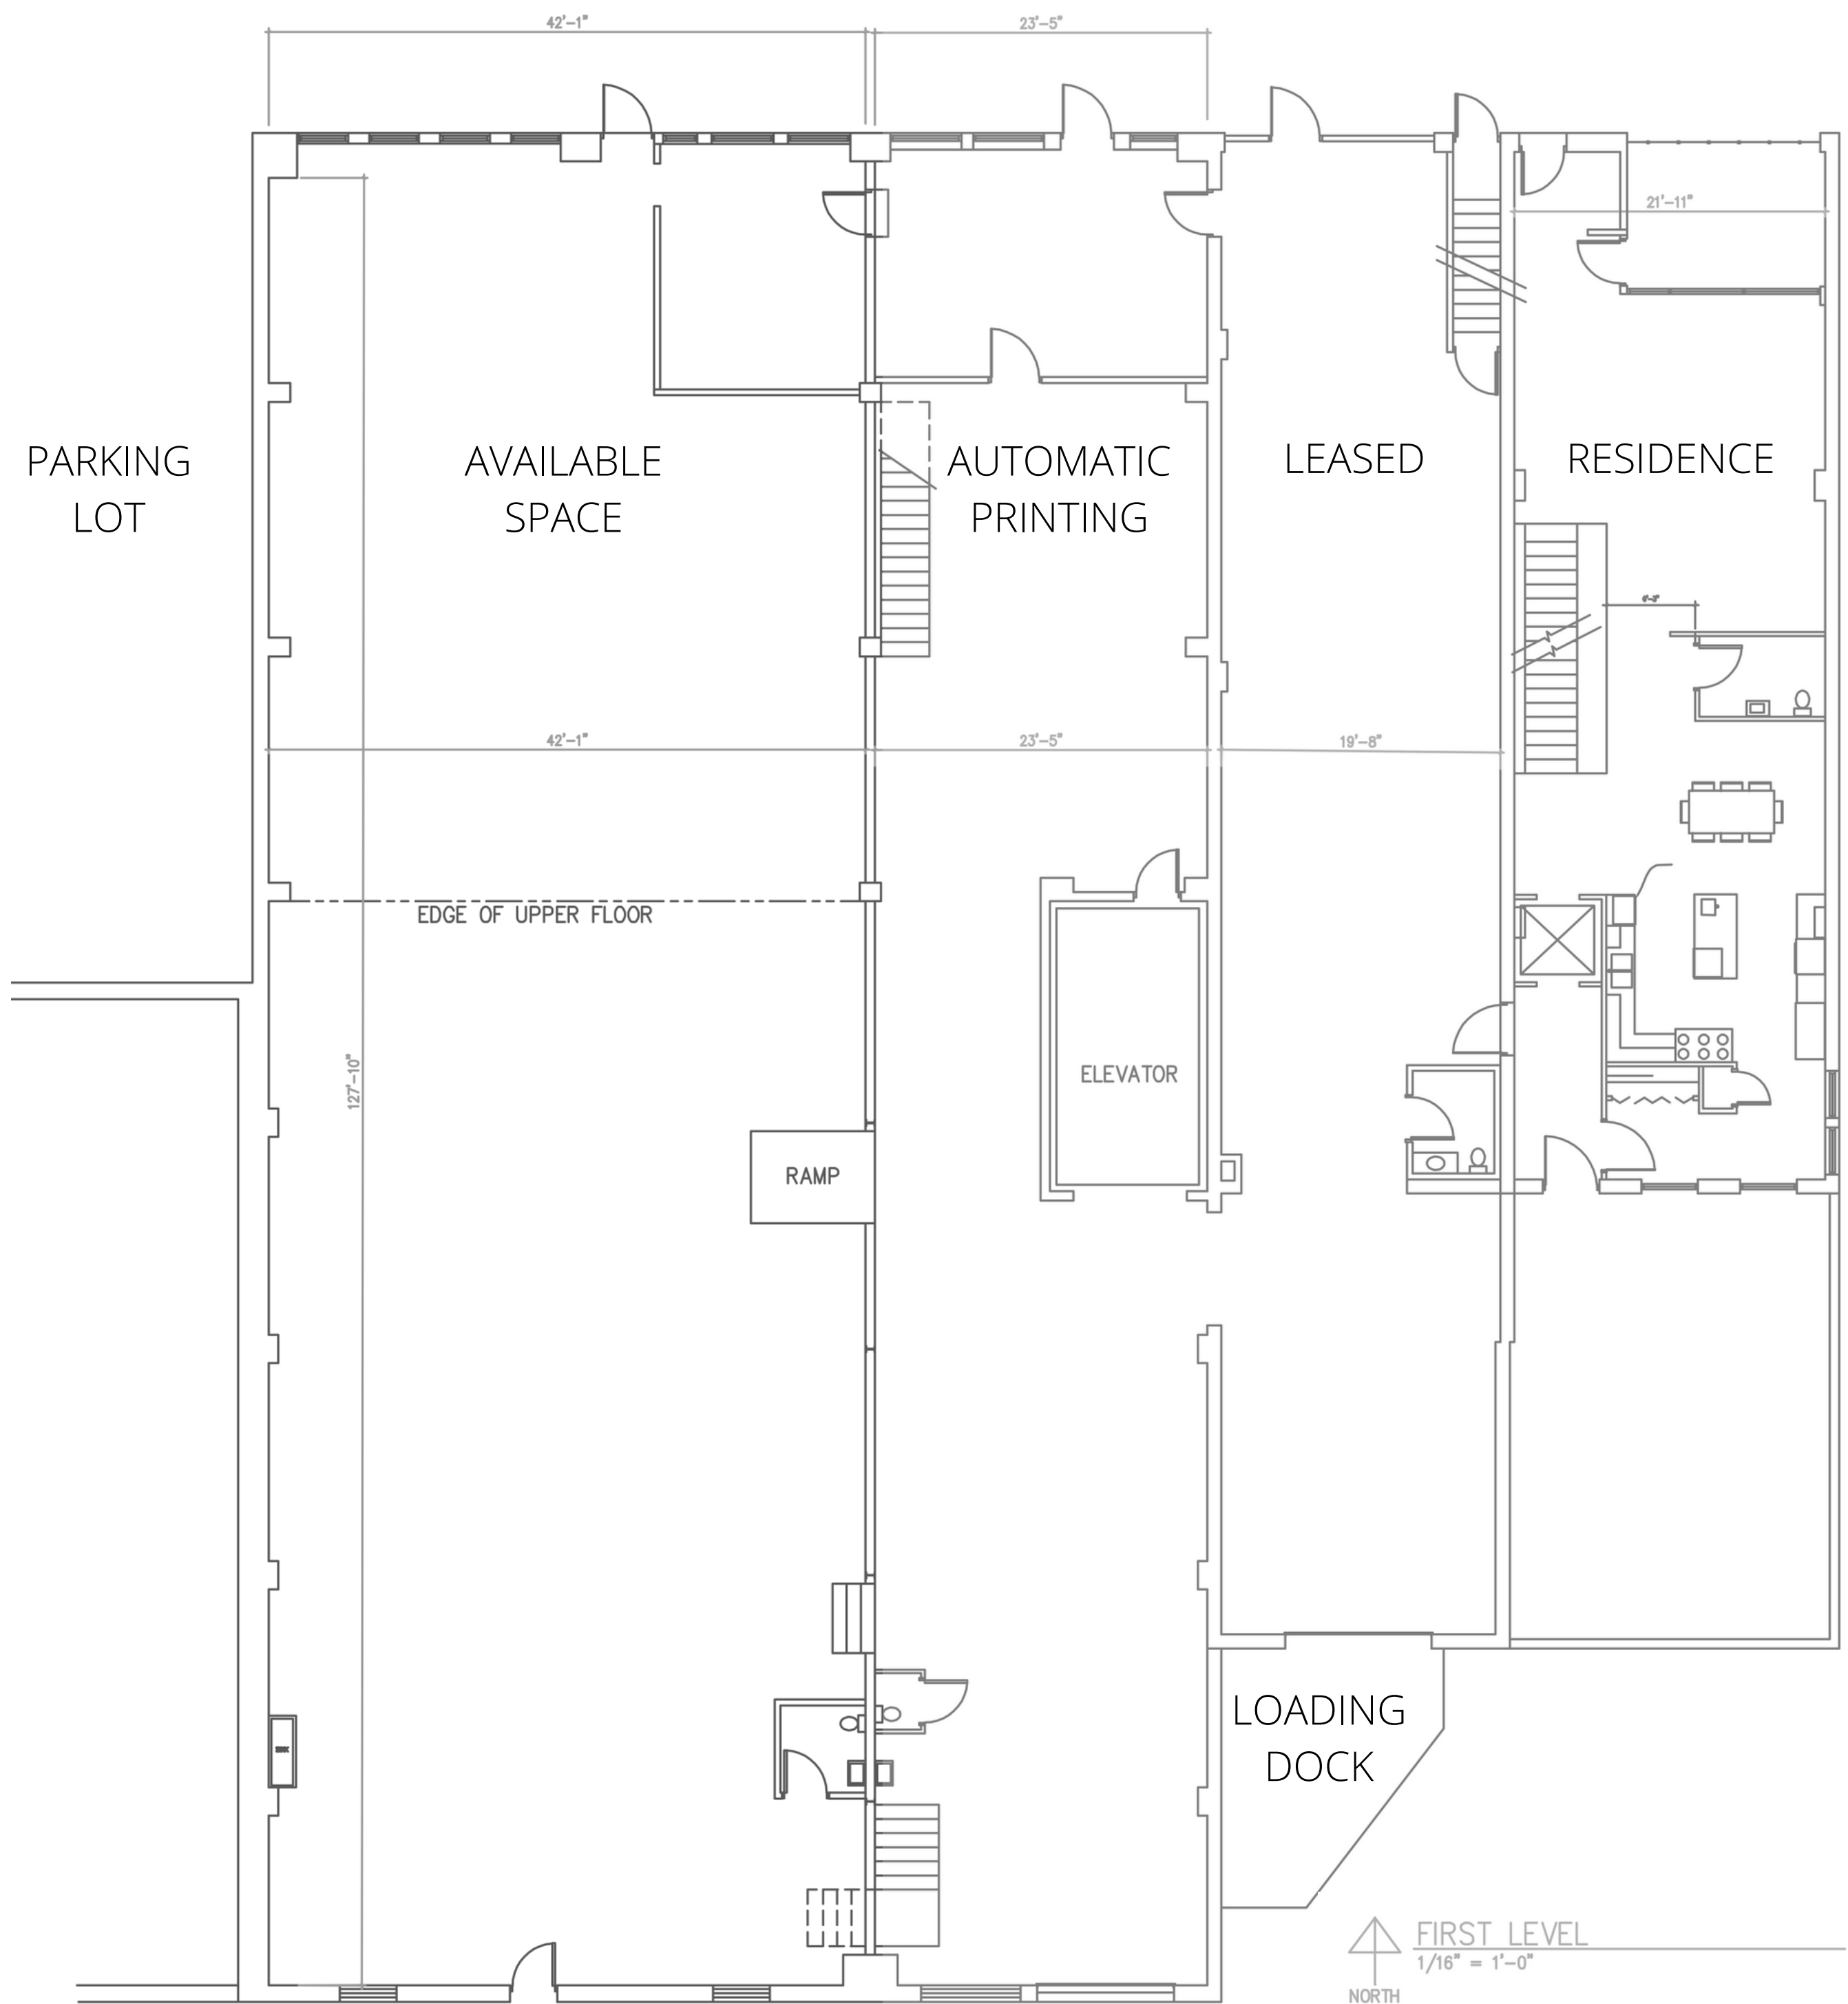 42'-1"
23'-5"
21'-11"
PARKING
LOT
AVAILABLE
SPACE
AUTOMATIC
PRINTING
LEASED
RESIDENCE
42'-1"
23'-5"
19'-8"
EDGE OF UPPER FLOOR
127'-10"
ELEVATOR
RAMP
LOADING
DOCK
FIRST LEVEL
1/16" = 1'-0"
NORTH